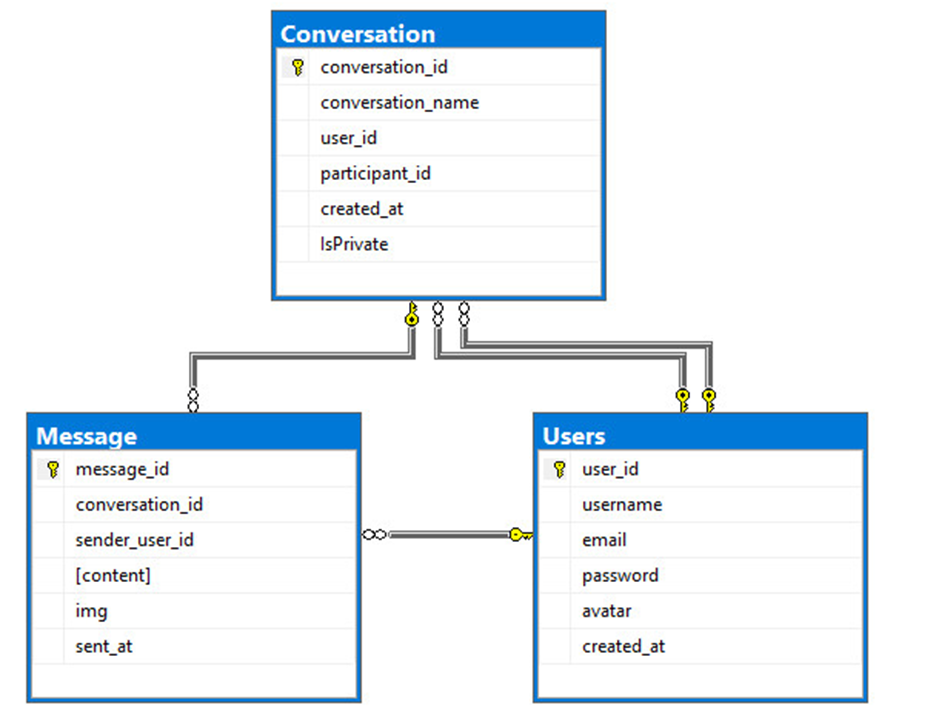 Conversation
conversation_id
conversation_name
user_id
participant_id
created_at
IsPrivate
Message
message_id
conversation_id
sender_user_id
[content]
img
sent_at
Users
user_id
username
email
password
avatar
created_at